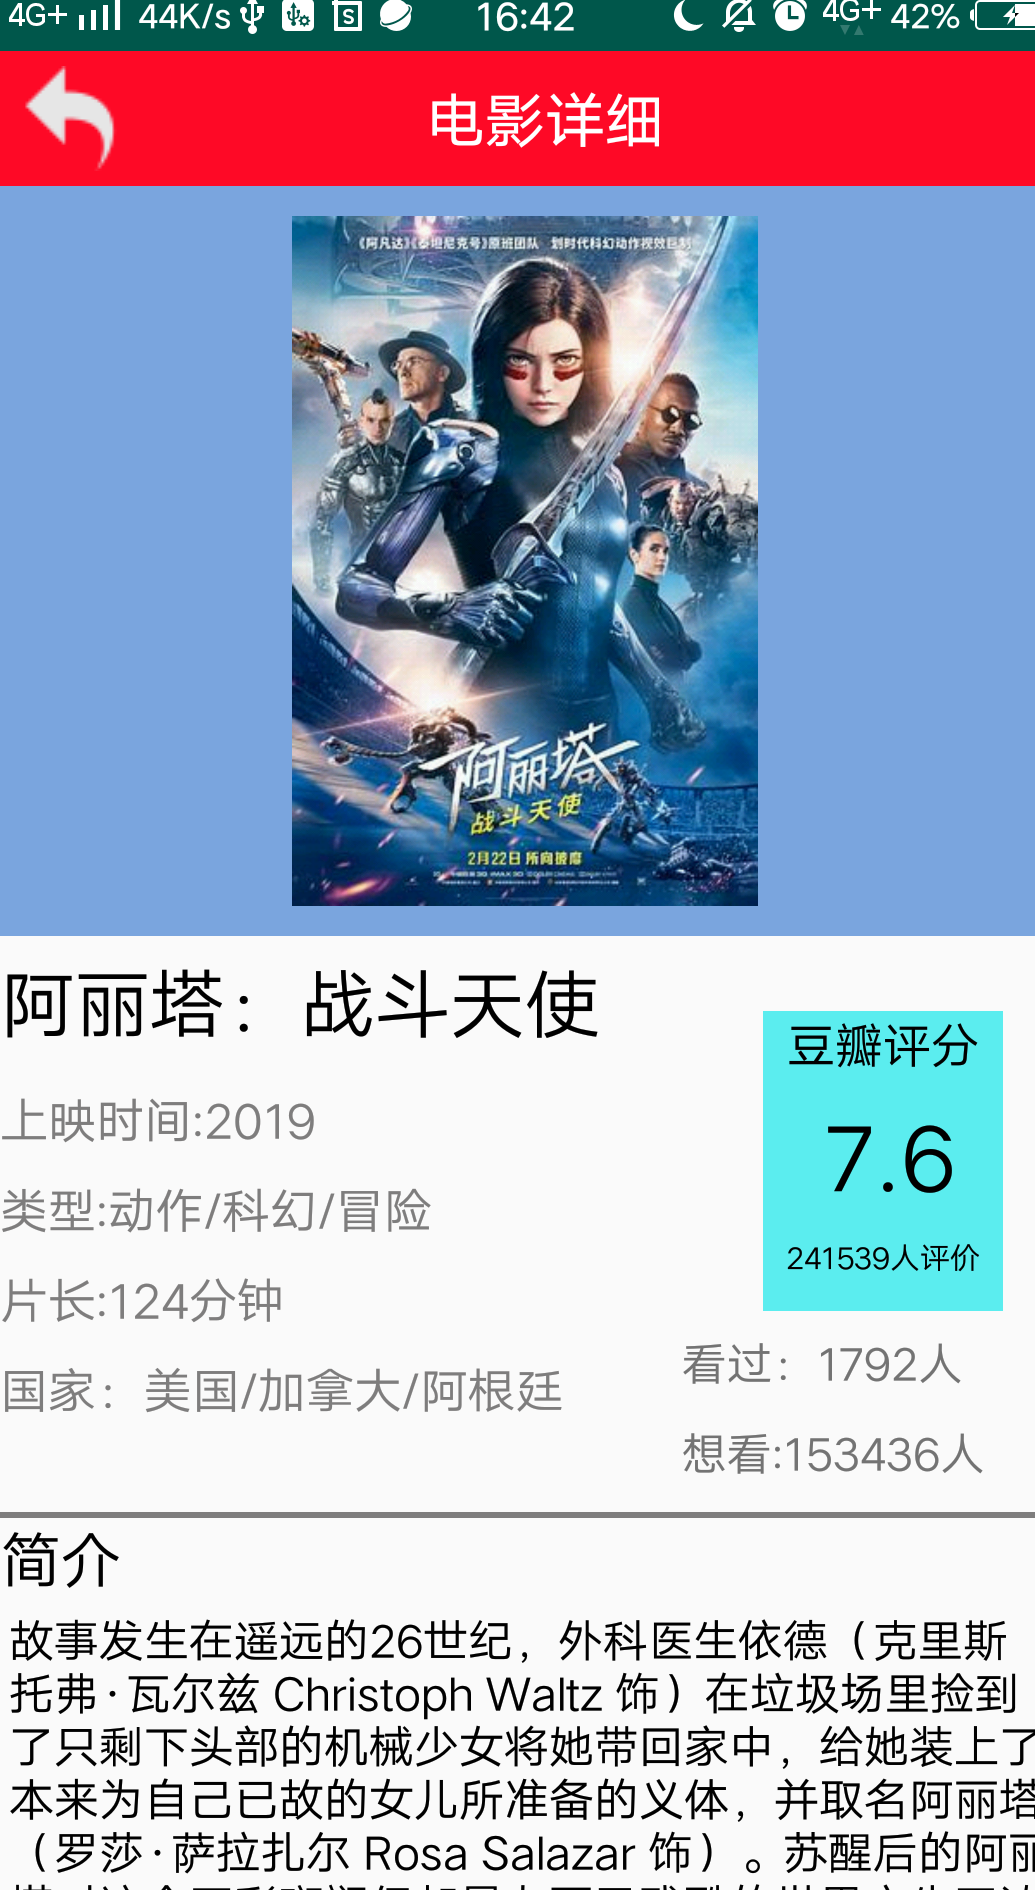 4G+ 44K/s 16:42 4G+ 42%
电影详细
《阿凡达》《泰坦尼克号》原班团队 划时代科幻动作视效巨制
阿丽塔
战斗天使
2月22日 所向披靡
阿丽塔：战斗天使
豆瓣评分
7.6
241539人评价
上映时间:2019
类型:动作/科幻/冒险
片长:124分钟
国家：美国/加拿大/阿根廷
看过：1792人
想看:153436人
简介
故事发生在遥远的26世纪，外科医生依德（克里斯
托弗·瓦尔兹 Christoph Waltz 饰）在垃圾场里捡到
了只剩下头部的机械少女将她带回家中，给她装上了
本来为自己已故的女儿所准备的义体，并取名阿丽塔
（罗莎·萨拉扎尔 Rosa Salazar 饰）。苏醒后的阿丽